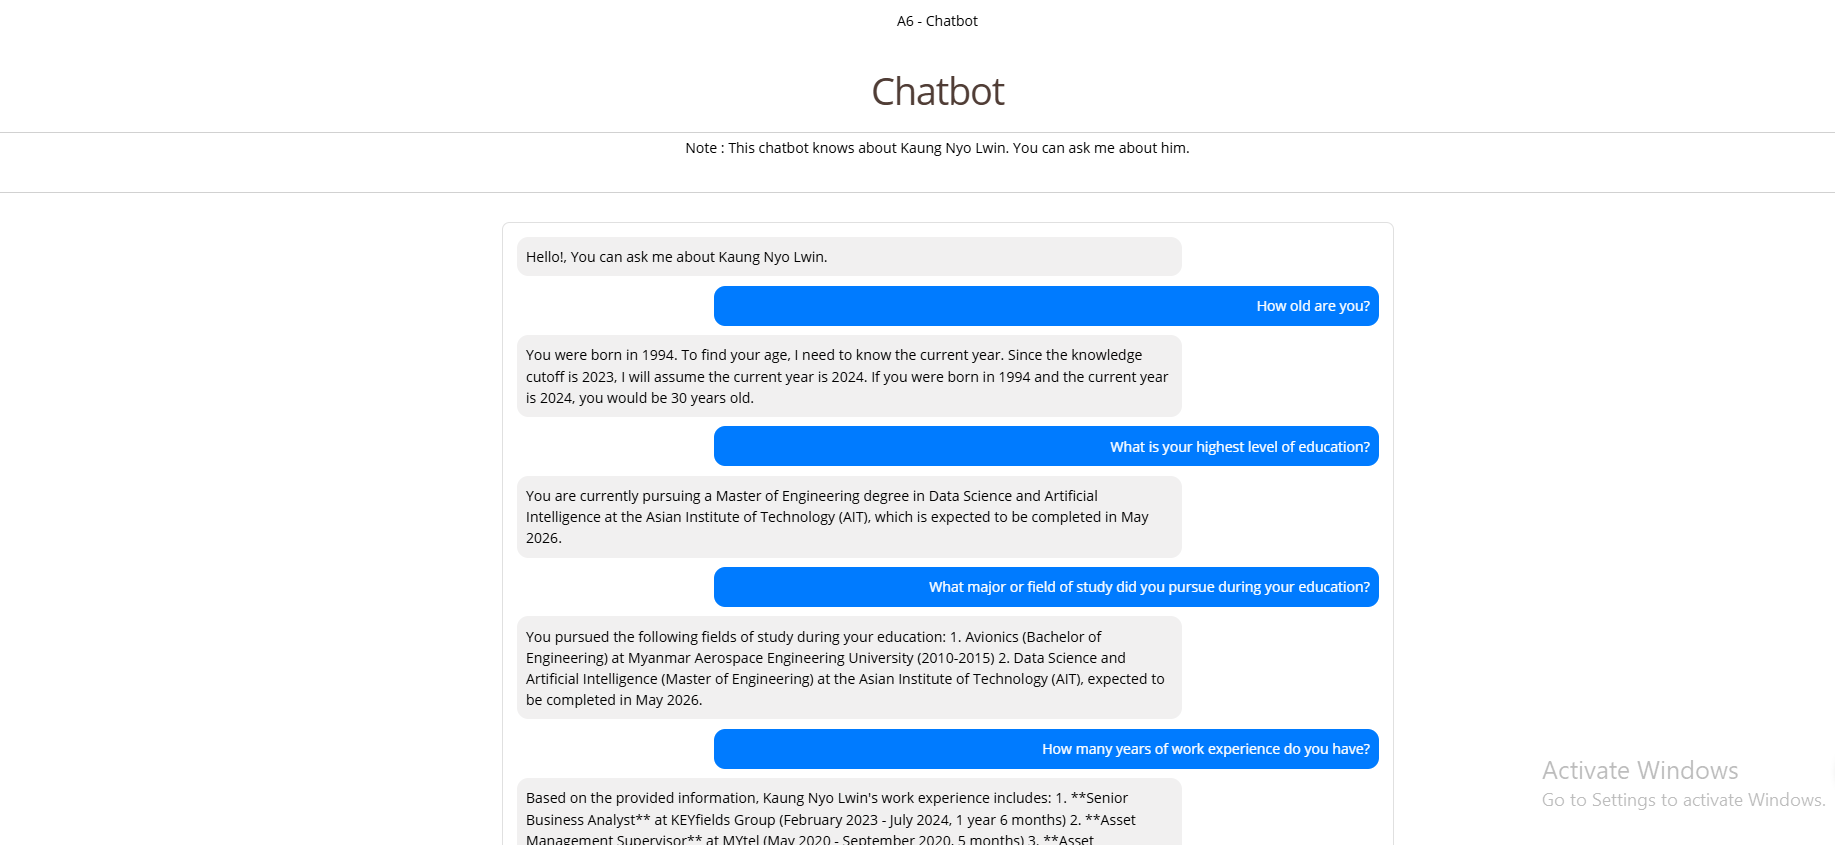 A6 - Chatbot
Chatbot
Note : This chatbot knows about Kaung Nyo Lwin. You can ask me about him.
Hello!, You can ask me about Kaung Nyo Lwin.
How old are you?
You were born in 1994. To find your age, I need to know the current year. Since the knowledge
cutoff is 2023, I will assume the current year is 2024. If you were born in 1994 and the current year
is 2024, you would be 30 years old.
What is your highest level of education?
You are currently pursuing a Master of Engineering degree in Data Science and Artificial
Intelligence at the Asian Institute of Technology (AIT), which is expected to be completed in May
2026.
What major or field of study did you pursue during your education?
You pursued the following fields of study during your education: 1. Avionics (Bachelor of
Engineering) at Myanmar Aerospace Engineering University (2010-2015) 2. Data Science and
Artificial Intelligence (Master of Engineering) at the Asian Institute of Technology (AIT), expected to
be completed in May 2026.
How many years of work experience do you have?
Based on the provided information, Kaung Nyo Lwin's work experience includes: 1. **Senior
Business Analyst** at KEYfields Group (February 2023 - July 2024, 1 year 6 months) 2. **Asset
Management Supervisor** at MYtel (May 2020 - September 2020, 5 months) 3. **Asset
Activate Windows
Go to Settings to activate Windows.